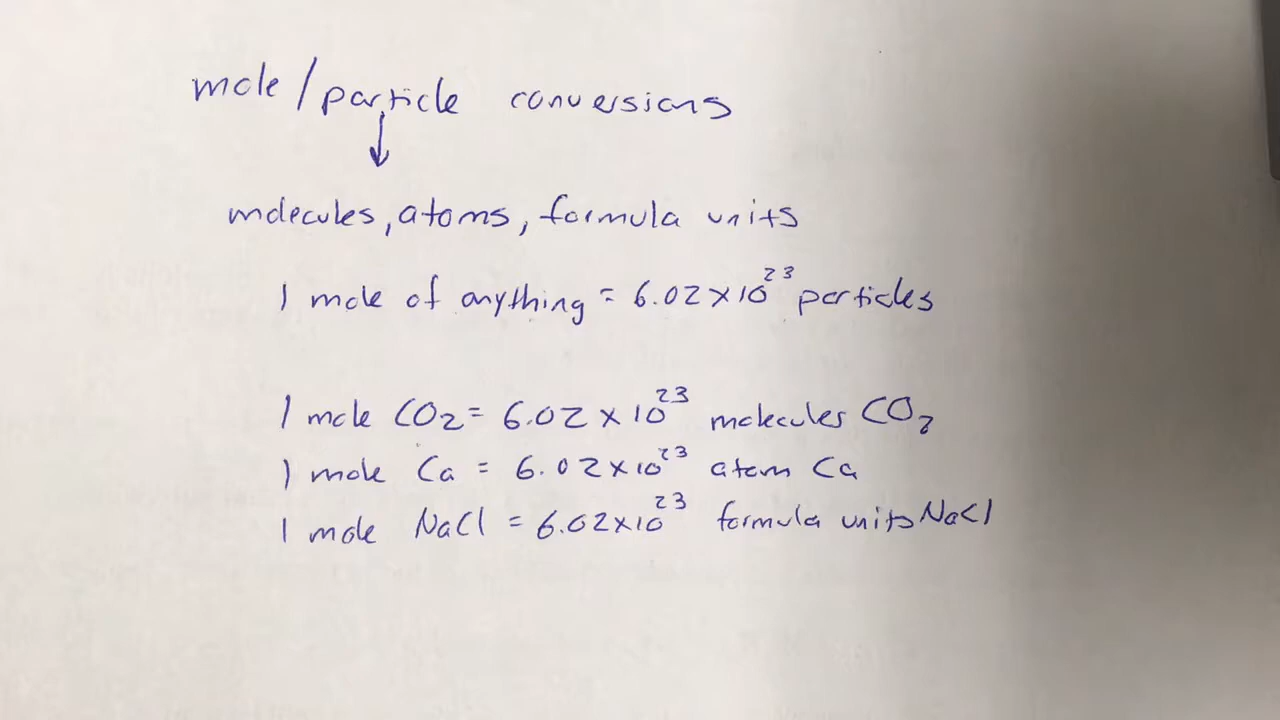 mole/particle conversions
↓
molecules, atoms, formula units
1 mole of anything = 6.02×10²³ particles
1 mole CO₂ = 6.02×10²³ molecules CO₂
1 mole Ca = 6.02×10²³ atom Ca
1 mole NaCl = 6.02×10²³ formula units NaCl